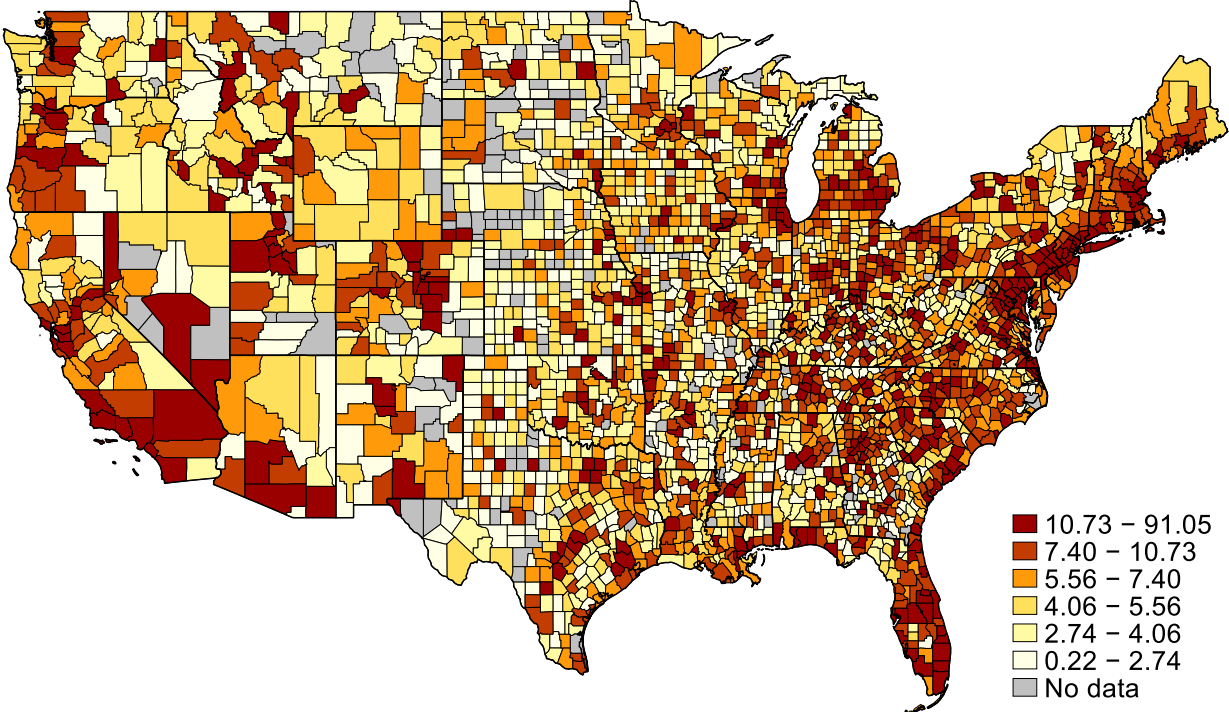 10.73 − 91.05
7.40 − 10.73
5.56 − 7.40
4.06 − 5.56
2.74 − 4.06
0.22 − 2.74
No data